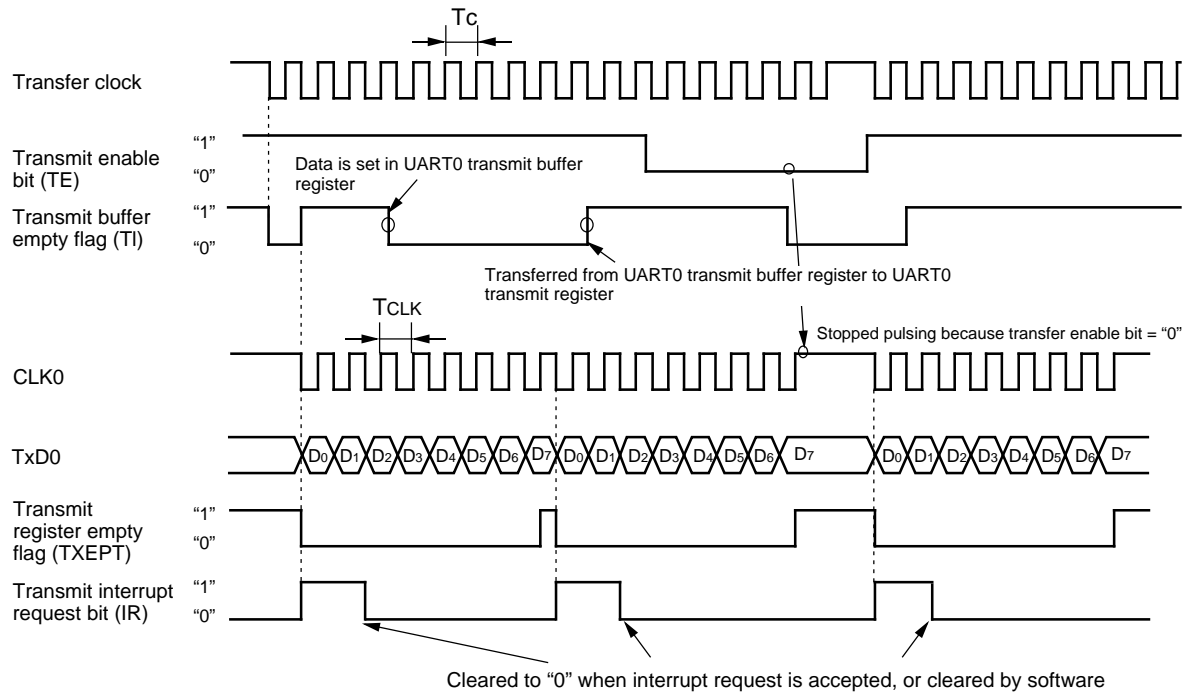 Tc
Transfer clock
Transmit enable
bit (TE)
“1”
“0”
Data is set in UART0 transmit buffer
register
Transmit buffer
empty flag (TI)
“1”
“0”
Transferred from UART0 transmit buffer register to UART0
transmit register
TCLK
Stopped pulsing because transfer enable bit = “0”
CLK0
TxD0
D0 D1 D2 D3 D4 D5 D6 D7 D0 D1 D2 D3 D4 D5 D6 D7 D0 D1 D2 D3 D4 D5 D6 D7
Transmit
register empty
flag (TXEPT)
“1”
“0”
Transmit interrupt
request bit (IR)
“1”
“0”
Cleared to “0” when interrupt request is accepted, or cleared by software